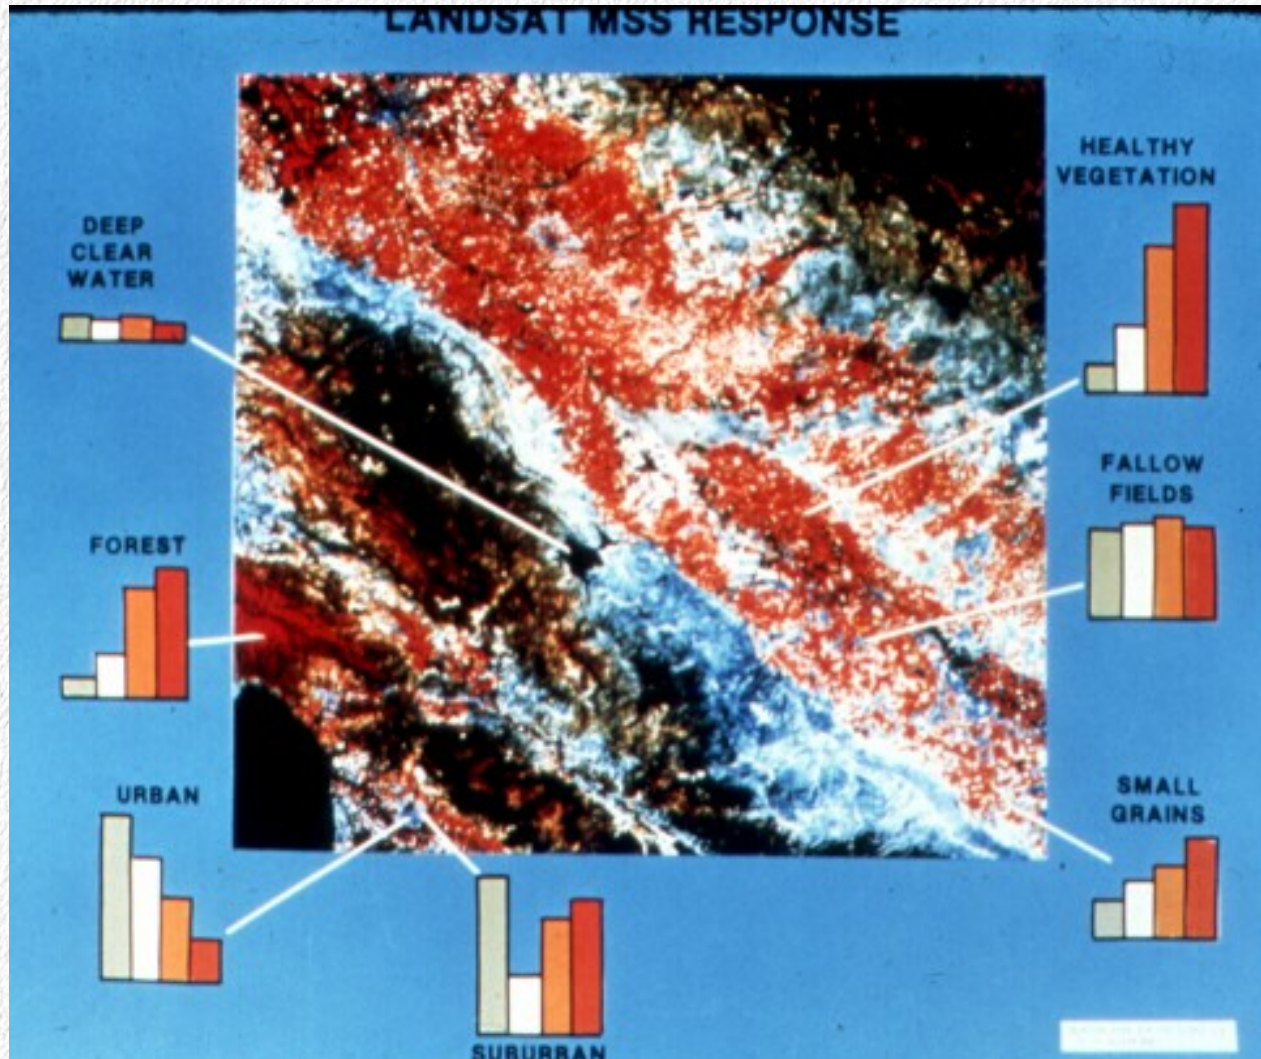 LANDSAT MSS RESPONSE
HEALTHY
VEGETATION
DEEP
CLEAR
WATER
FALLOW
FIELDS
FOREST
URBAN
SMALL
GRAINS
SUBURBAN